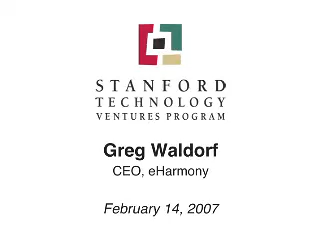 STANFORD
TECHNOLOGY
VENTURES PROGRAM
Greg Waldorf
CEO, eHarmony
February 14, 2007